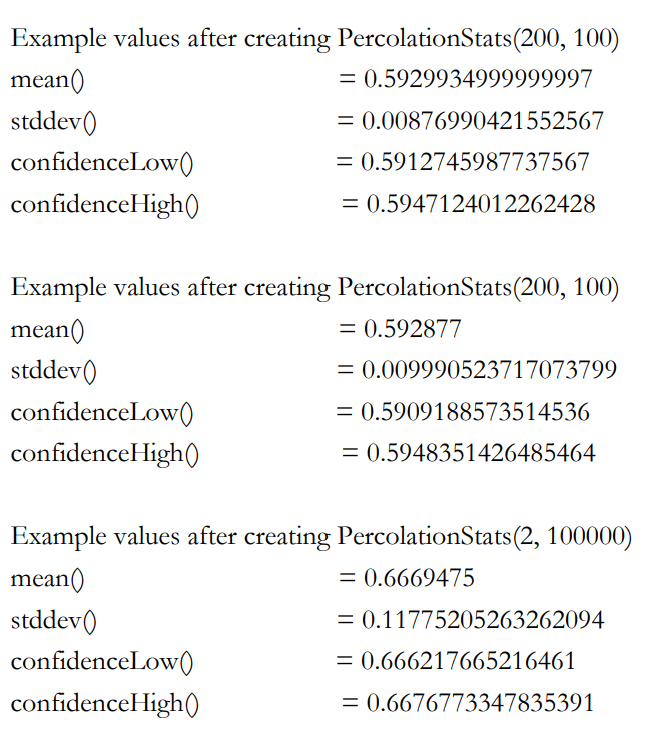 Example values after creating PercolationStats(200, 100)
mean() = 0.5929934999999997
stddev() = 0.00876990421552567
confidenceLow() = 0.5912745987737567
confidenceHigh() = 0.5947124012262428
Example values after creating PercolationStats(200, 100)
mean() = 0.592877
stddev() = 0.009990523717073799
confidenceLow() = 0.5909188573514536
confidenceHigh() = 0.5948351426485464
Example values after creating PercolationStats(2, 100000)
mean() = 0.6669475
stddev() = 0.11775205263262094
confidenceLow() = 0.666217665216461
confidenceHigh() = 0.6676773347835391